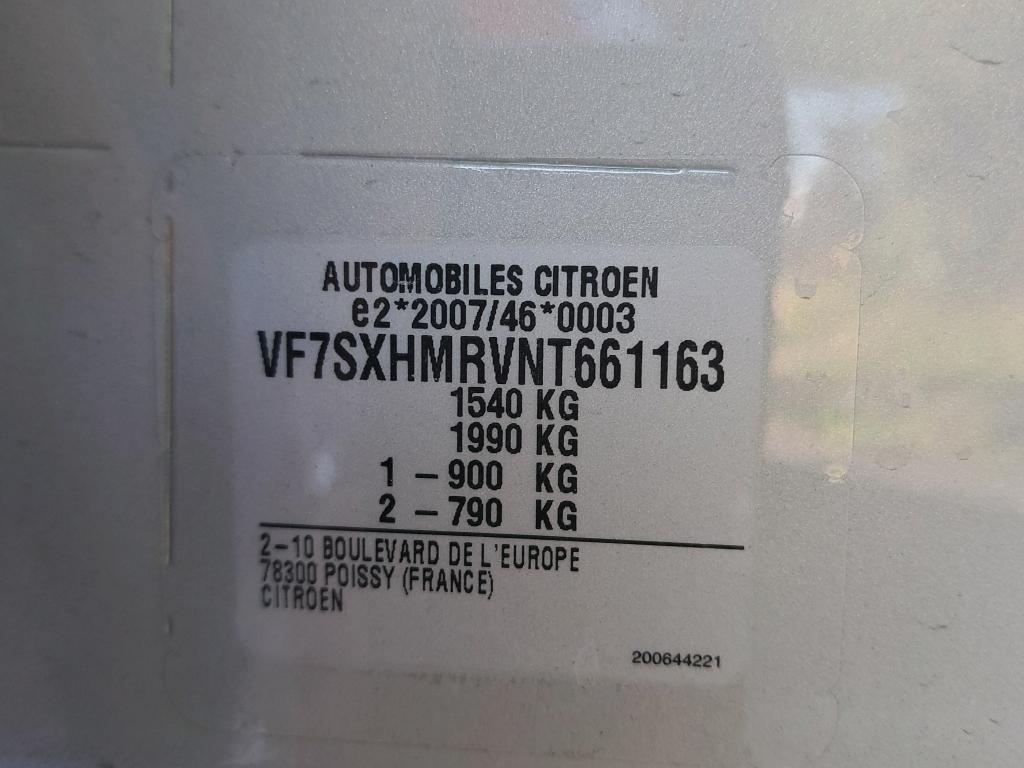 AUTOMOBILES CITROEN
e2*2007/46*0003
VF7SXHMRVNT661163
1540 KG
1990 KG
1 – 900 KG
2 – 790 KG
2–10 BOULEVARD DE L'EUROPE
78300 POISSY (FRANCE)
CITROEN
200644221